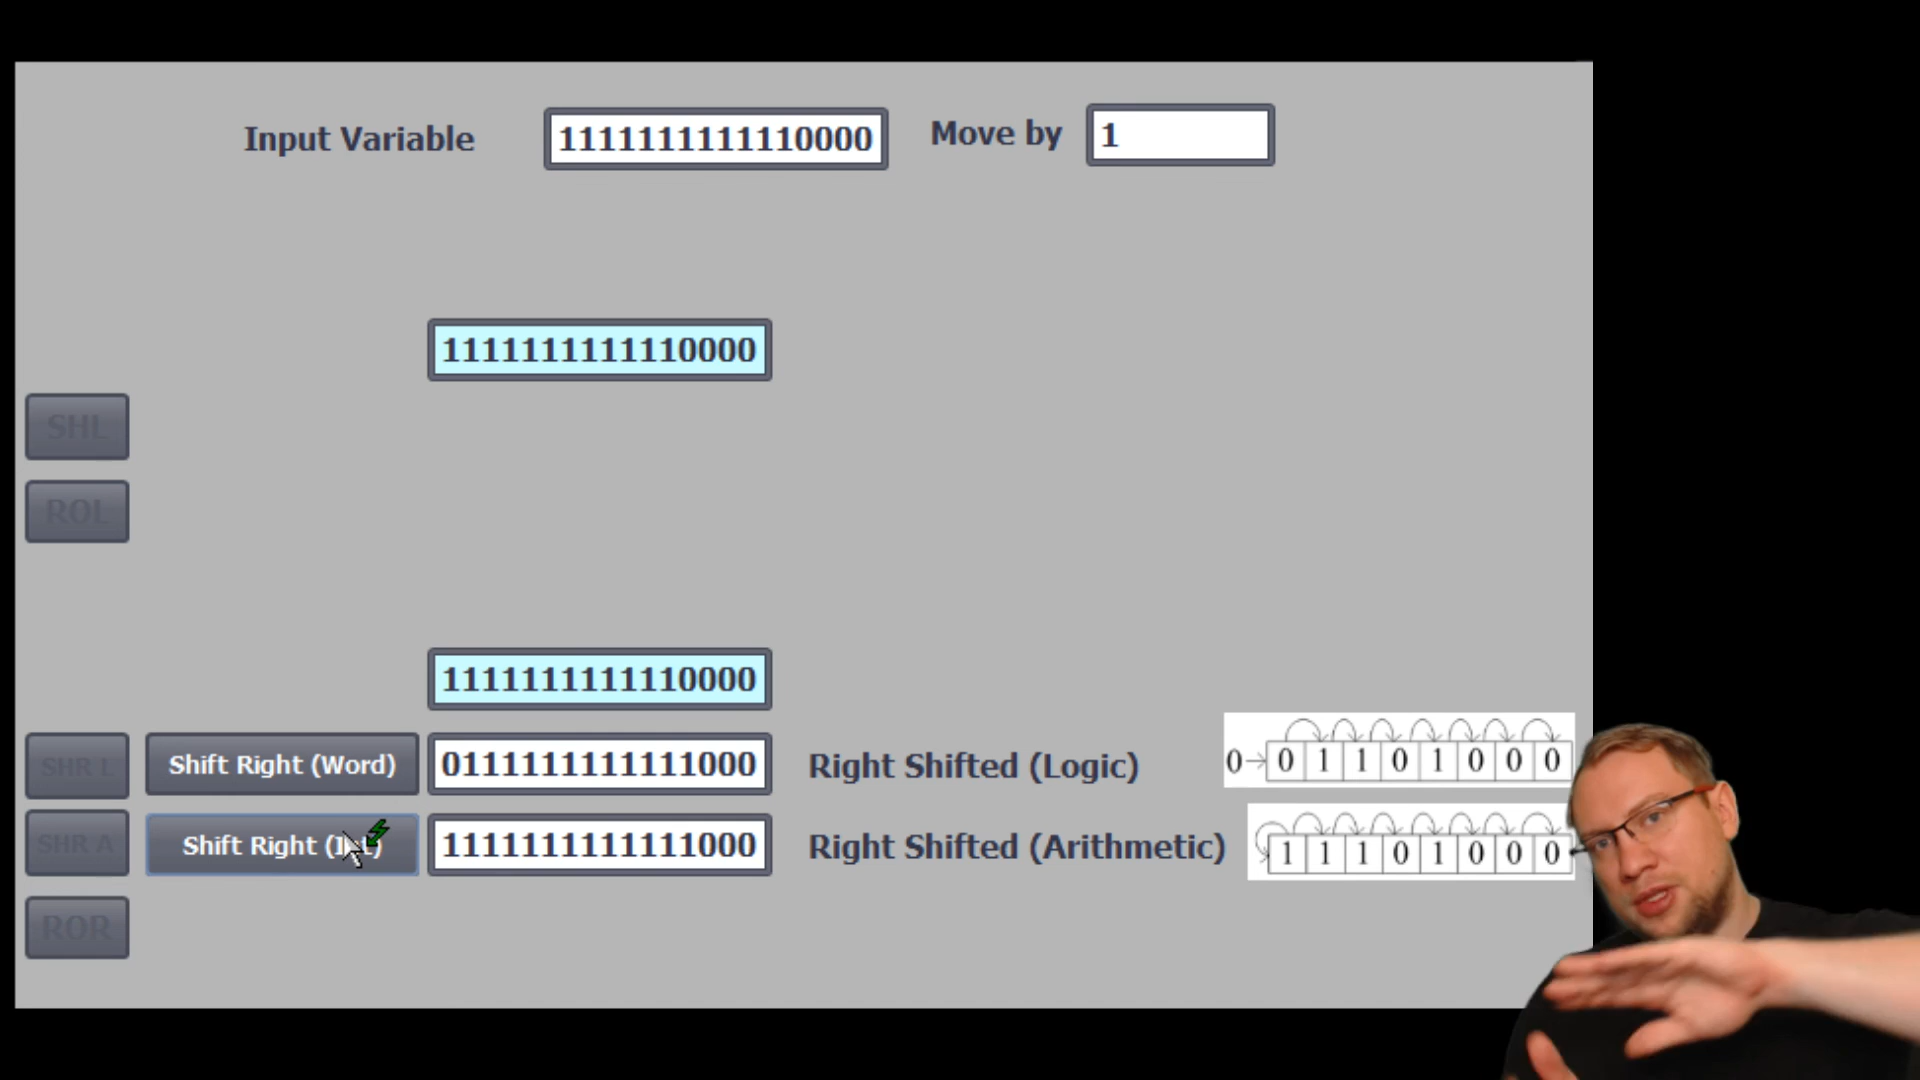 Input Variable 1111111111110000 Move by 1
1111111111110000
SHL
ROL
1111111111110000
SHR L Shift Right (Word) 0111111111111000 Right Shifted (Logic) 0 0 1 1 0 1 0 0 0
SHR A Shift Right (Int) 1111111111111000 Right Shifted (Arithmetic) 1 1 1 0 1 0 0 0
ROR